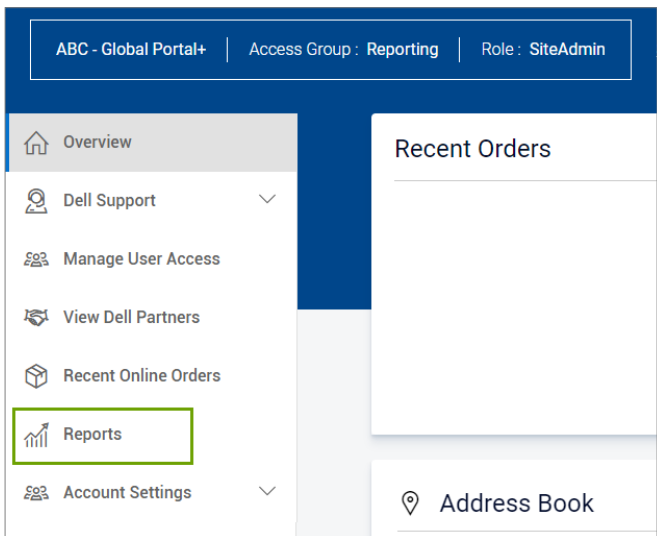 ABC - Global Portal+ | Access Group : Reporting | Role : SiteAdmin
Overview
Dell Support
Manage User Access
View Dell Partners
Recent Online Orders
Reports
Account Settings
Recent Orders
Address Book